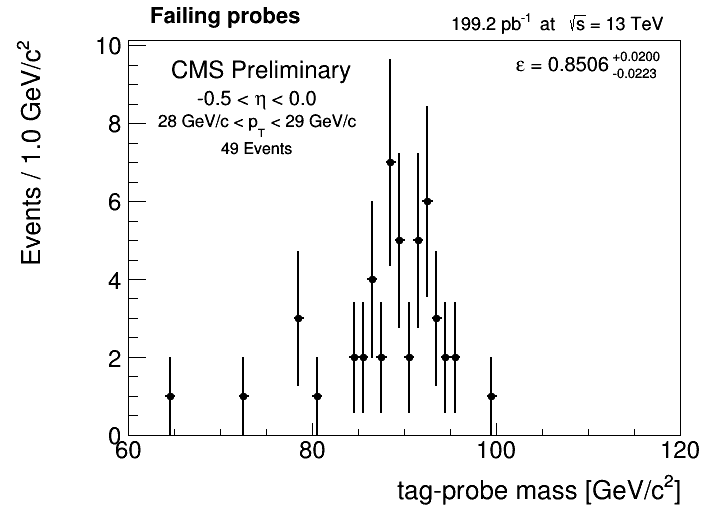 Failing probes
199.2 pb⁻¹ at √s = 13 TeV
CMS Preliminary
-0.5 < η < 0.0
28 GeV/c < p_T < 29 GeV/c
49 Events
ε = 0.8506 +0.0200 -0.0223
Events / 1.0 GeV/c²
10
8
6
4
2
0
60 80 100 120
tag-probe mass [GeV/c²]